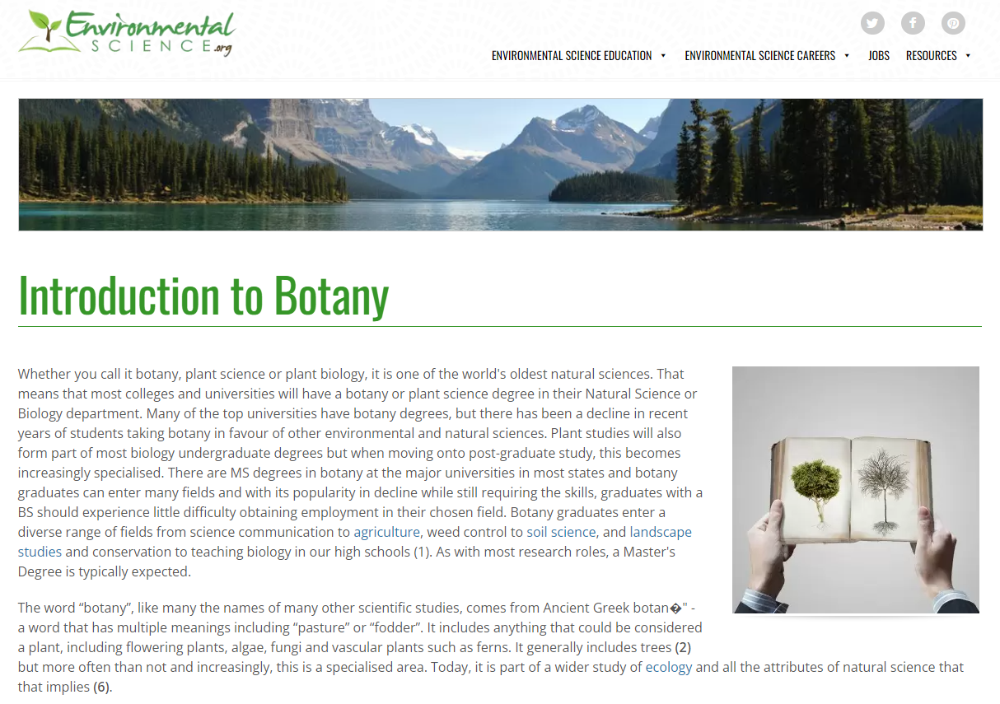 Environmental
SCIENCE.org
ENVIRONMENTAL SCIENCE EDUCATION
ENVIRONMENTAL SCIENCE CAREERS
JOBS
RESOURCES
Introduction to Botany
Whether you call it botany, plant science or plant biology, it is one of the world's oldest natural sciences. That
means that most colleges and universities will have a botany or plant science degree in their Natural Science or
Biology department. Many of the top universities have botany degrees, but there has been a decline in recent
years of students taking botany in favour of other environmental and natural sciences. Plant studies will also
form part of most biology undergraduate degrees but when moving onto post-graduate study, this becomes
increasingly specialised. There are MS degrees in botany at the major universities in most states and botany
graduates can enter many fields and with its popularity in decline while still requiring the skills, graduates with a
BS should experience little difficulty obtaining employment in their chosen field. Botany graduates enter a
diverse range of fields from science communication to agriculture, weed control to soil science, and landscape
studies and conservation to teaching biology in our high schools (1). As with most research roles, a Master's
Degree is typically expected.
The word “botany”, like many the names of many other scientific studies, comes from Ancient Greek botan�" -
a word that has multiple meanings including “pasture” or “fodder”. It includes anything that could be considered
a plant, including flowering plants, algae, fungi and vascular plants such as ferns. It generally includes trees (2)
but more often than not and increasingly, this is a specialised area. Today, it is part of a wider study of ecology and all the attributes of natural science that
that implies (6).